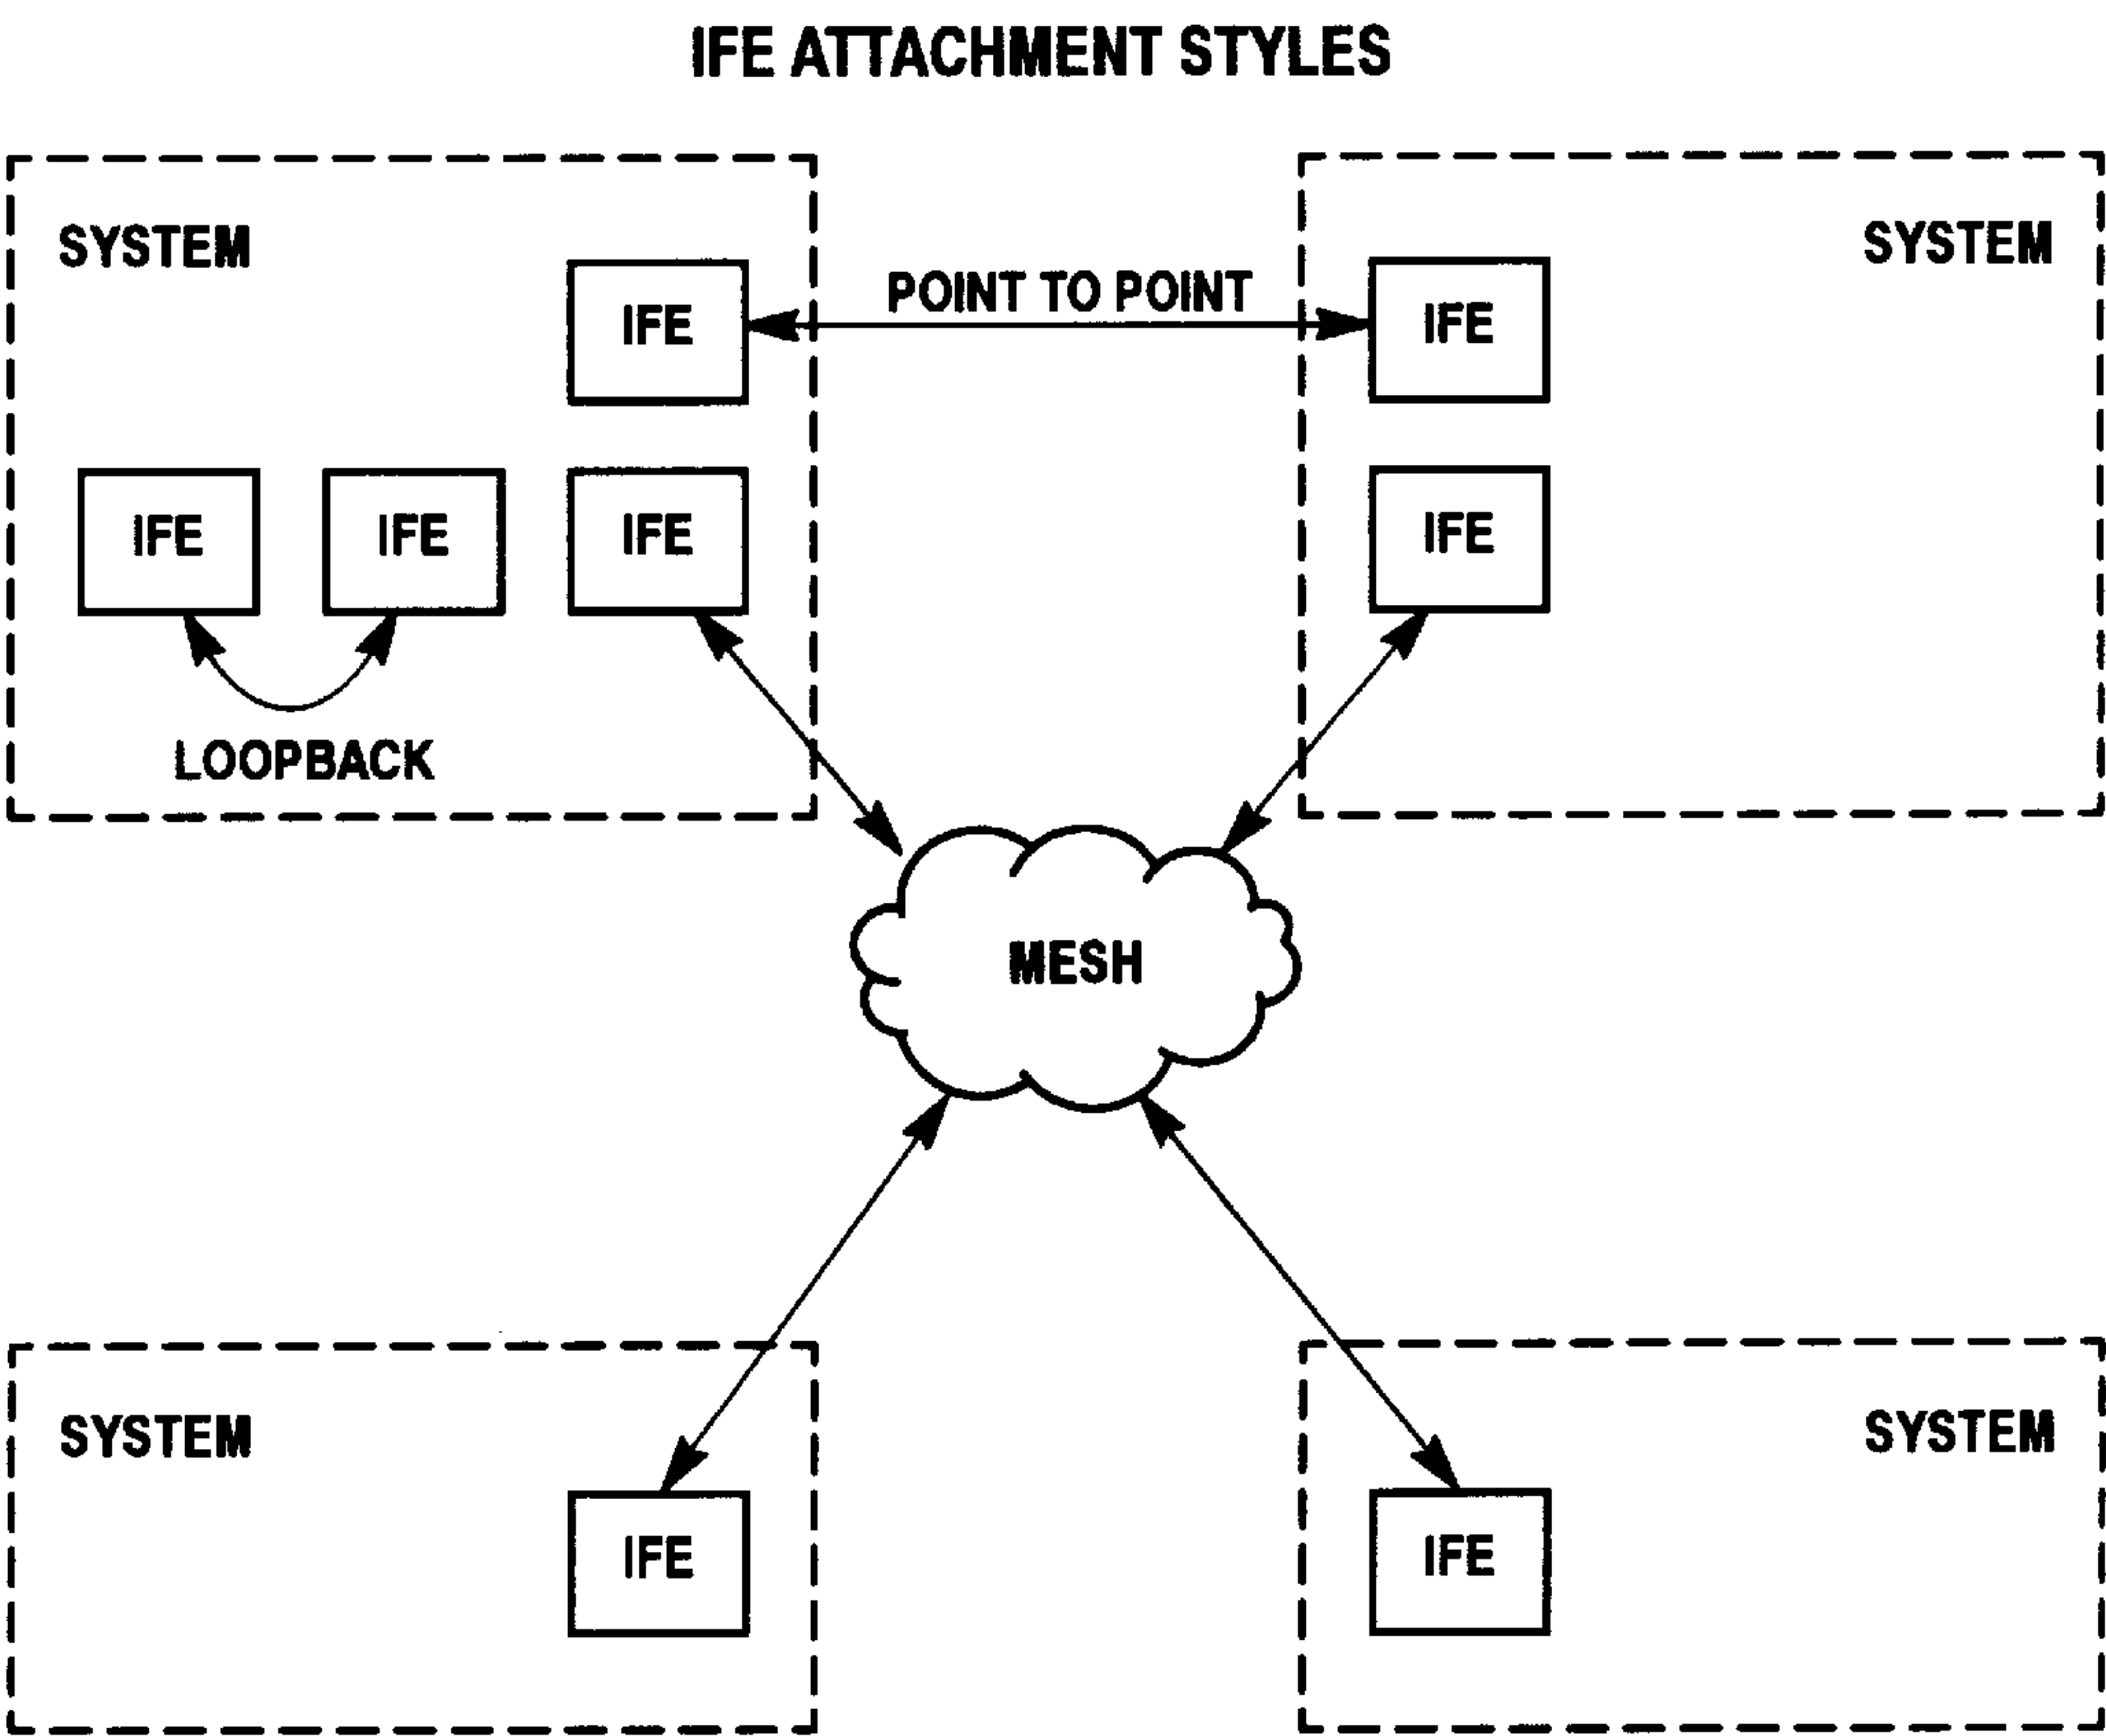 IFE ATTACHMENT STYLES
SYSTEM
SYSTEM
IFE
POINT TO POINT
IFE
IFE
IFE
IFE
IFE
LOOPBACK
MESH
SYSTEM
SYSTEM
IFE
IFE